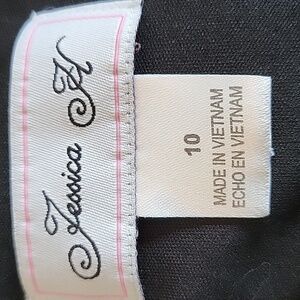 Jessica H
10
MADE IN VIETNAM
ECHO EN VIETNAM